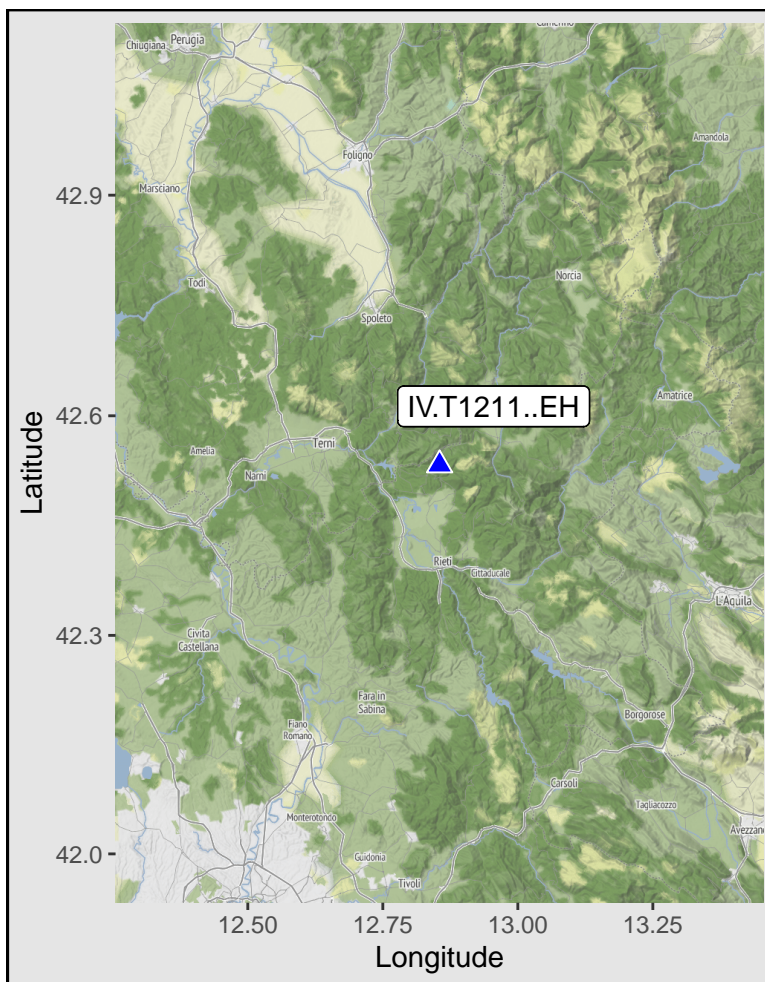 Camerino
Perugia
Chiugiana
Amandola
Foligno
42.9
Marsciano
Norcia
Todi
Spoleto
Amatrice
IV.T1211..EH
42.6
Terni
Amelia
Narni
Latitude
Rieti
Cittaducale
L'Aquila
42.3
Civita
Castellana
Fara in
Sabina
Borgorose
Fiano
Romano
Carsoli
Tagliacozzo
Monterotondo
Avezzano
42.0
Guidonia
Tivoli
12.50 12.75 13.00 13.25
Longitude